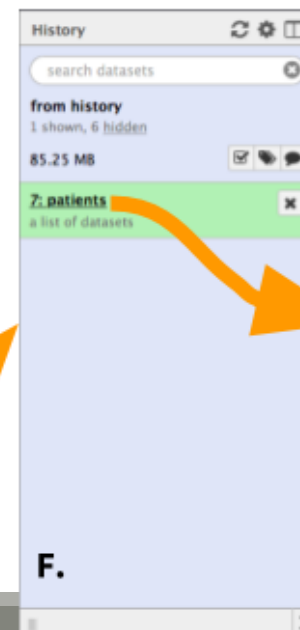 History
search datasets
from history
1 shown, 6 hidden
85.25 MB
7: patients
a list of datasets
F.